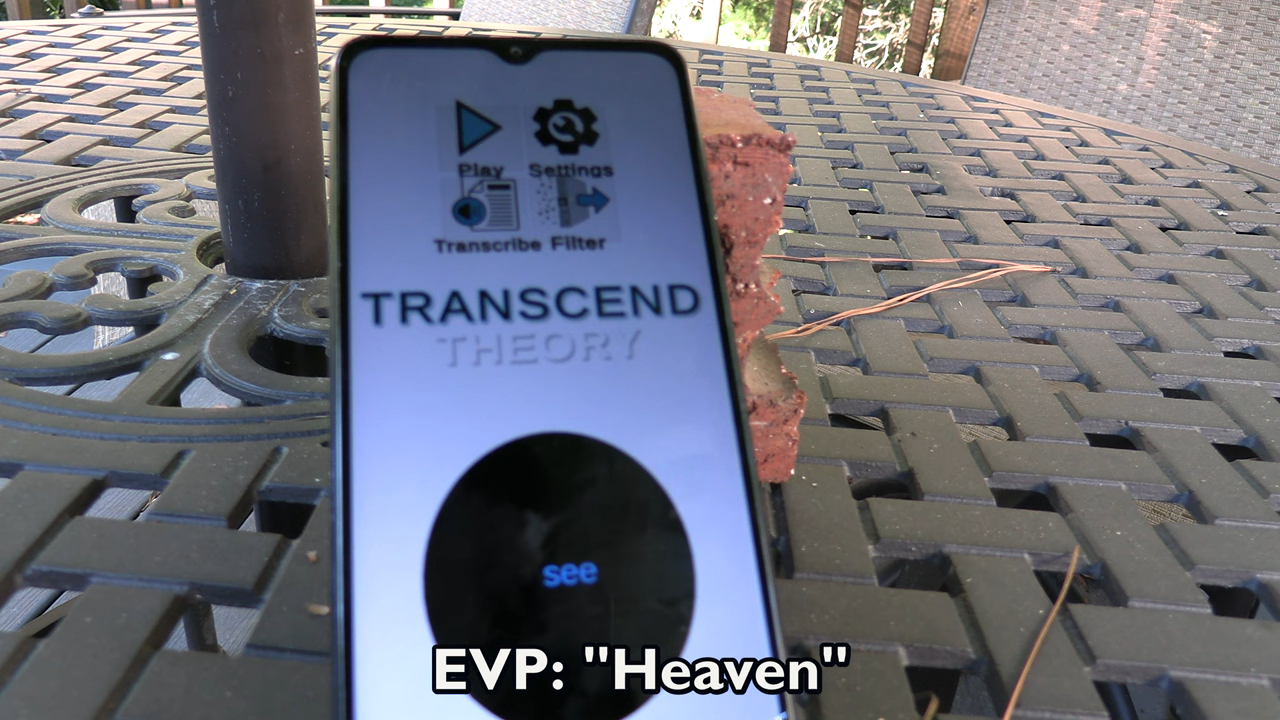 Play Settings
Transcribe Filter
TRANSCEND
THEORY
see
EVP: "Heaven"